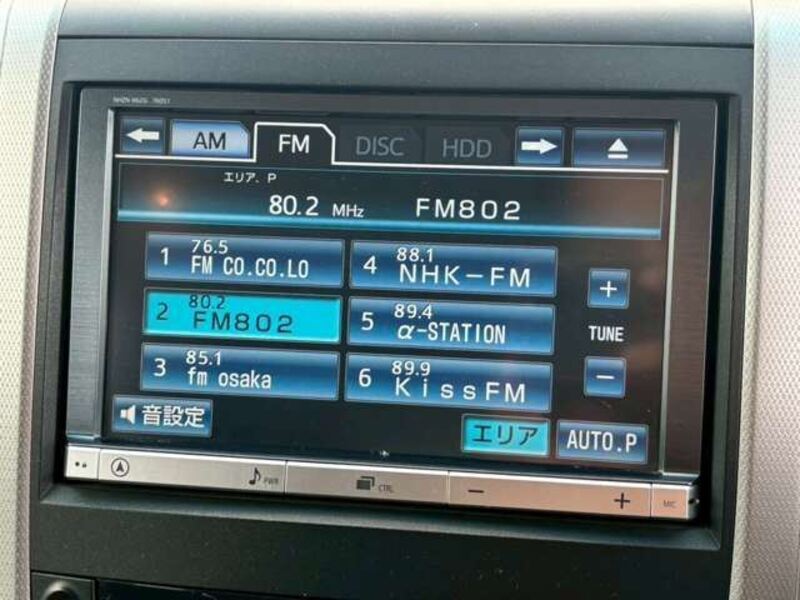 AM FM DISC HDD
エリア. P
80.2 MHz FM802
1 76.5 FM CO.CO.LO
4 88.1 NHK-FM
2 80.2 FM802
5 89.4 α-STATION
3 85.1 fm osaka
6 89.9 KissFM
+
TUNE
-
音設定
エリア AUTO.P
PWR CTRL - + MIC